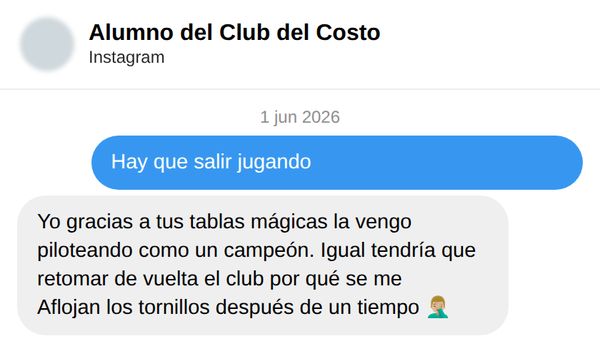 Alumno del Club del Costo
Instagram
1 jun 2026
Hay que salir jugando
Yo gracias a tus tablas mágicas la vengo
piloteando como un campeón. Igual tendría que
retomar de vuelta el club por qué se me
Aflojan los tornillos después de un tiempo 🤦🏼‍♂️